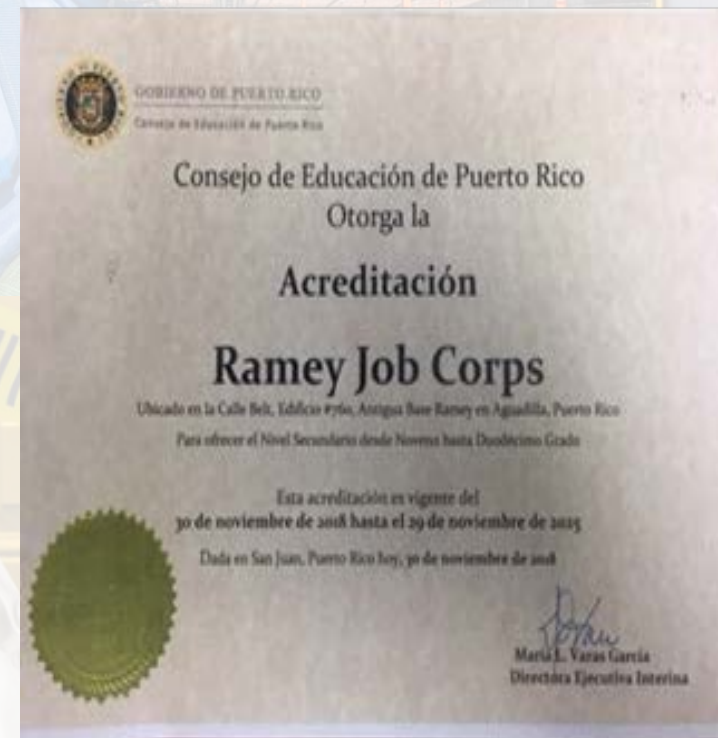 GOBIERNO DE PUERTO RICO
Consejo de Educación de Puerto Rico
Consejo de Educación de Puerto Rico
Otorga la
Acreditación
Ramey Job Corps
Ubicado en la Calle Belt, Edificio #760, Antigua Base Ramey en Aguadilla, Puerto Rico
Para ofrecer el Nivel Secundario desde Noveno hasta Duodécimo Grado
Esta acreditación es vigente del
30 de noviembre de 2018 hasta el 29 de noviembre de 2025
Dada en San Juan, Puerto Rico hoy, 30 de noviembre de 2018
María L. Varas García
Directora Ejecutiva Interina